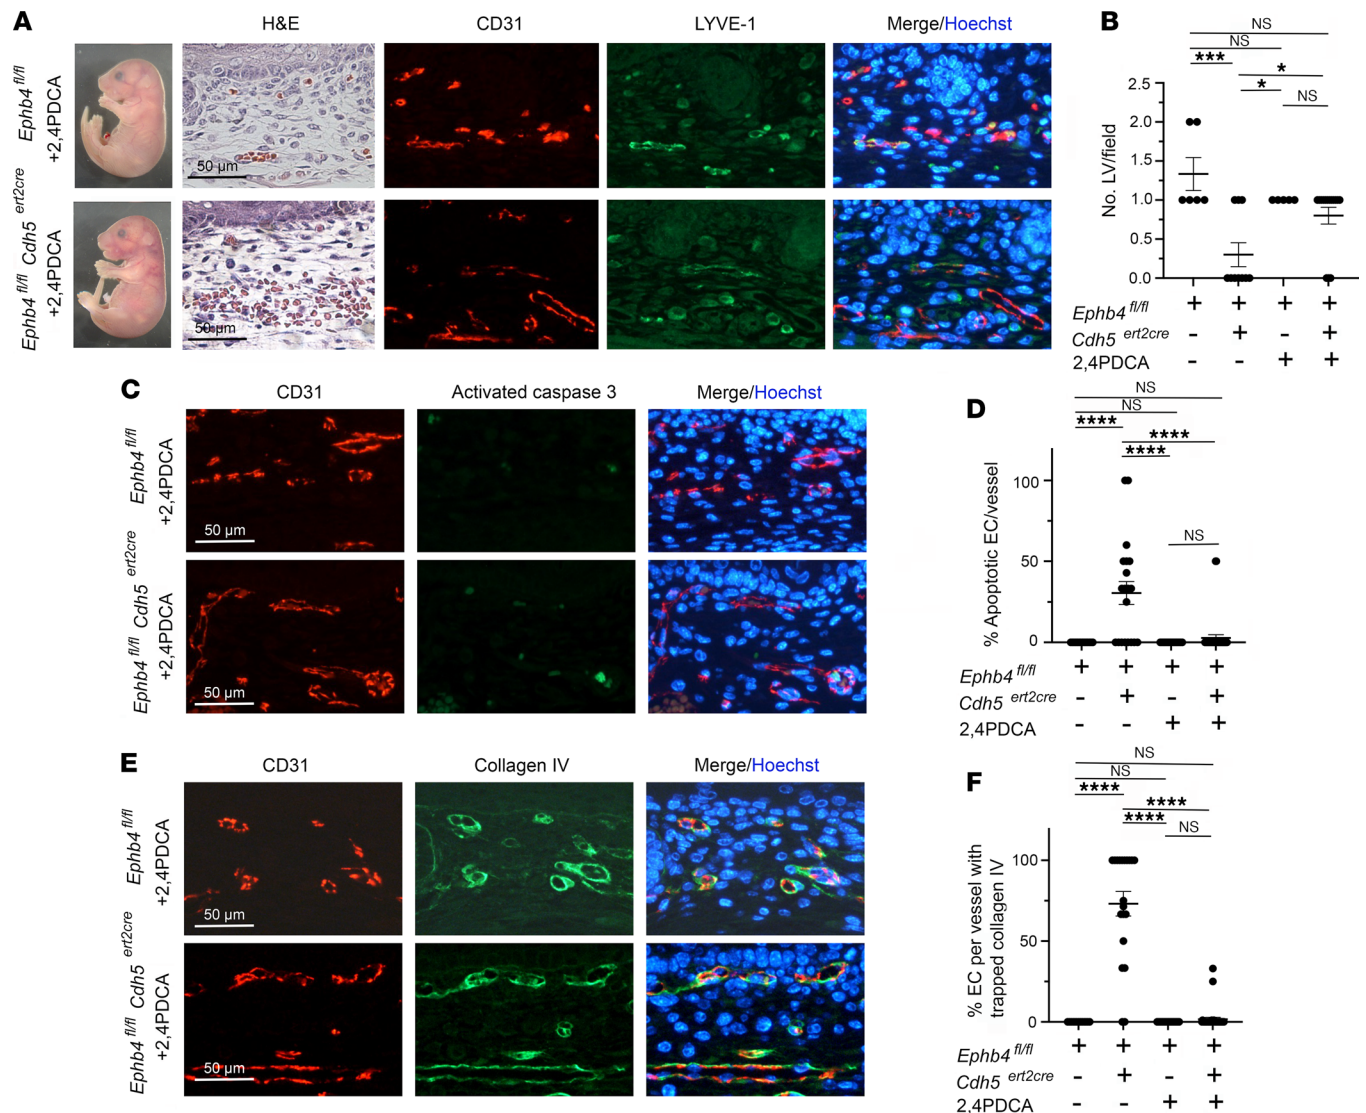 A
H&E
CD31
LYVE-1
Merge/Hoechst
Ephb4 fl/fl
+2,4PDCA
50 µm
Ephb4 fl/fl Cdh5 ert2cre
+2,4PDCA
50 µm
B
NS
NS
***
*
*
NS
No. LV/field
2.5
2.0
1.5
1.0
0.5
0.0
Ephb4 fl/fl + + + +
Cdh5 ert2cre - + - +
2,4PDCA - - + +
C
CD31
Activated caspase 3
Merge/Hoechst
Ephb4 fl/fl
+2,4PDCA
50 µm
Ephb4 fl/fl Cdh5 ert2cre
+2,4PDCA
50 µm
D
NS
NS
****
****
****
NS
% Apoptotic EC/vessel
100
50
0
Ephb4 fl/fl + + + +
Cdh5 ert2cre - + - +
2,4PDCA - - + +
E
CD31
Collagen IV
Merge/Hoechst
Ephb4 fl/fl
+2,4PDCA
50 µm
Ephb4 fl/fl Cdh5 ert2cre
+2,4PDCA
50 µm
F
NS
NS
****
****
****
NS
% EC per vessel with
trapped collagen IV
100
50
0
Ephb4 fl/fl + + + +
Cdh5 ert2cre - + - +
2,4PDCA - - + +